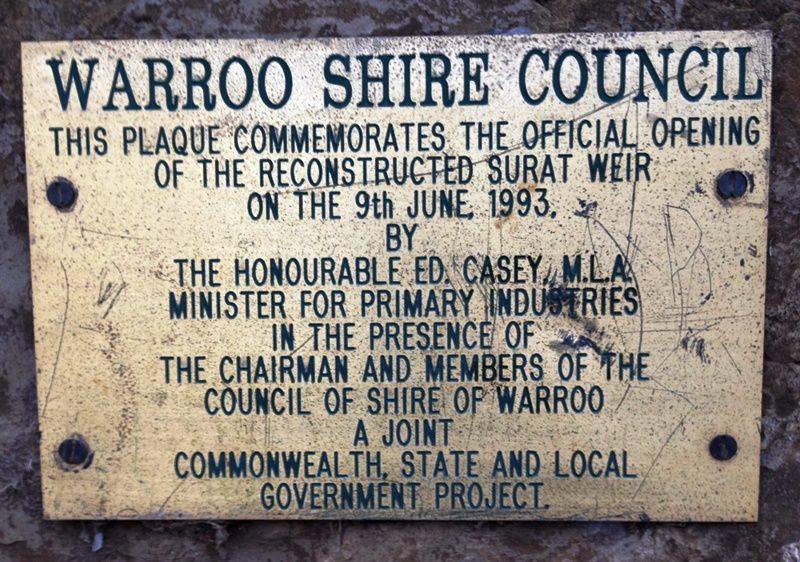 WARROO SHIRE COUNCIL
THIS PLAQUE COMMEMORATES THE OFFICIAL OPENING
OF THE RECONSTRUCTED SURAT WEIR
ON THE 9th JUNE, 1993,
BY
THE HONOURABLE ED. CASEY, M.L.A.
MINISTER FOR PRIMARY INDUSTRIES
IN THE PRESENCE OF
THE CHAIRMAN AND MEMBERS OF THE
COUNCIL OF SHIRE OF WARROO
A JOINT
COMMONWEALTH, STATE AND LOCAL
GOVERNMENT PROJECT.